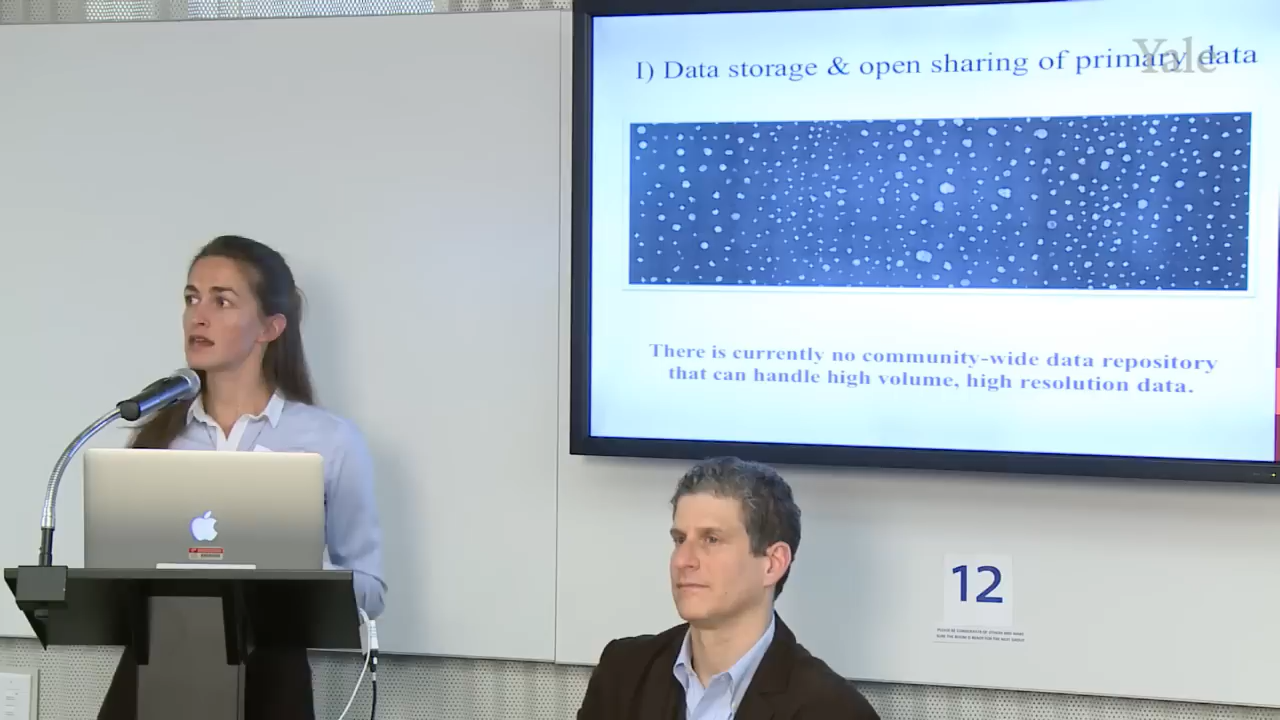 I) Data storage & open sharing of primary data
Yale
There is currently no community-wide data repository
that can handle high volume, high resolution data.
12